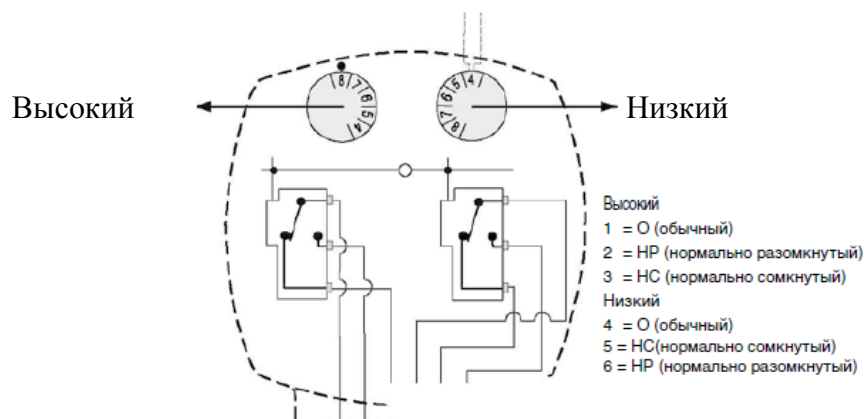 8 7 6 5 4
4 5 6 7 8
Высокий
Низкий
Высокий
1 = О (обычный)
2 = НР (нормально разомкнутый)
3 = НС (нормально сомкнутый)
Низкий
4 = О (обычный)
5 = НС(нормально сомкнутый)
6 = НР (нормально разомкнутый)